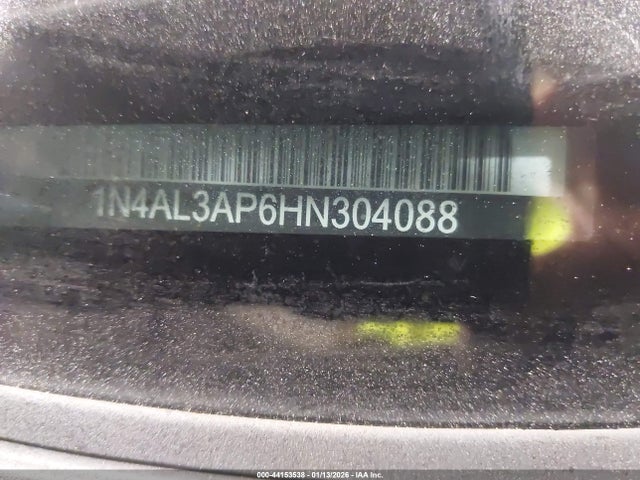 1N4AL3AP6HN304088
000-44153538 - 01/13/2026 - IAA Inc.